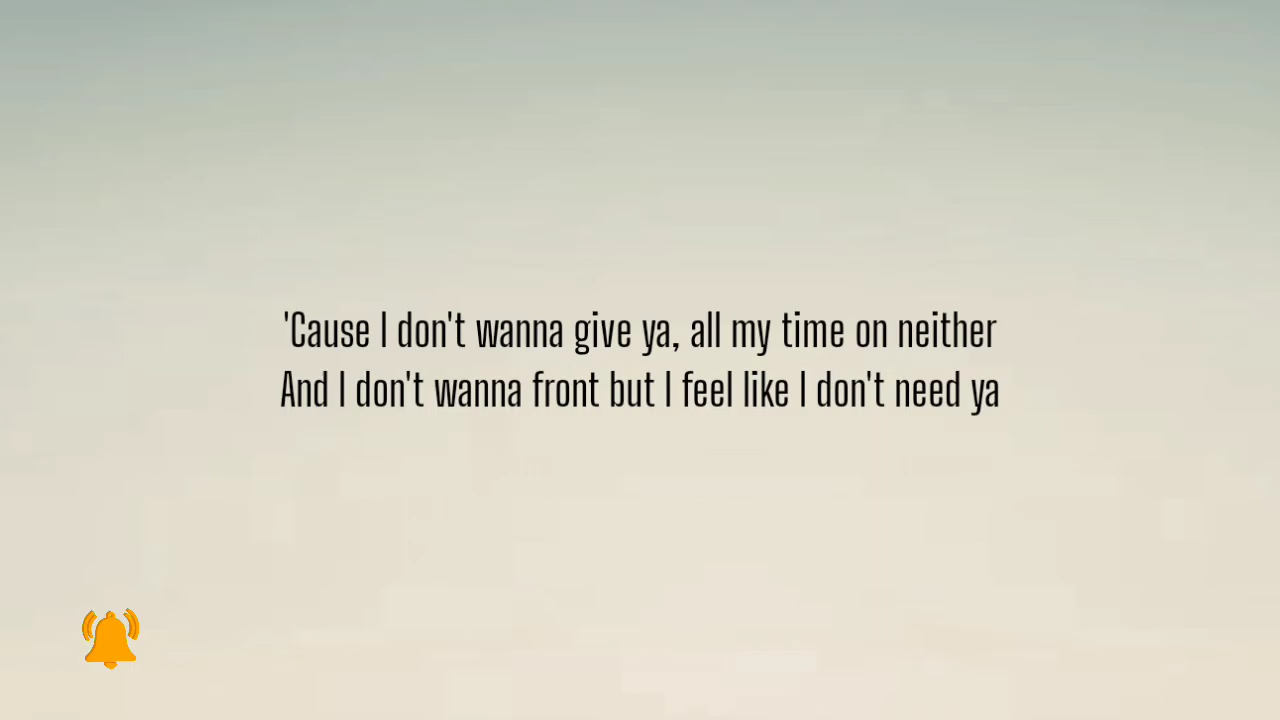 'Cause I don't wanna give ya, all my time on neither
And I don't wanna front but I feel like I don't need ya